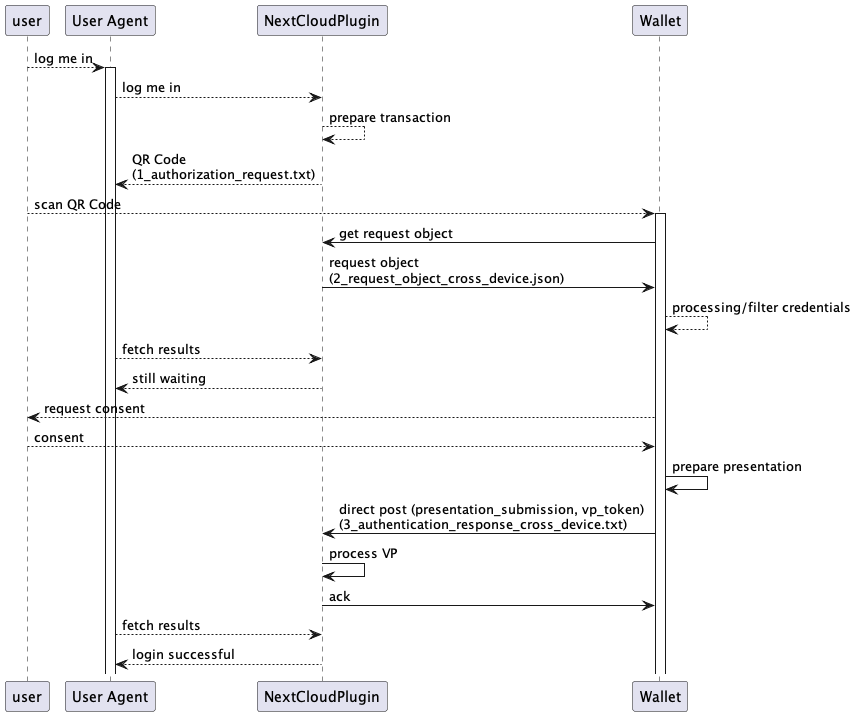 user
User Agent
NextCloudPlugin
Wallet
log me in
log me in
prepare transaction
QR Code
(1_authorization_request.txt)
scan QR Code
get request object
request object
(2_request_object_cross_device.json)
processing/filter credentials
fetch results
still waiting
request consent
consent
prepare presentation
direct post (presentation_submission, vp_token)
(3_authentication_response_cross_device.txt)
process VP
ack
fetch results
login successful
user
User Agent
NextCloudPlugin
Wallet